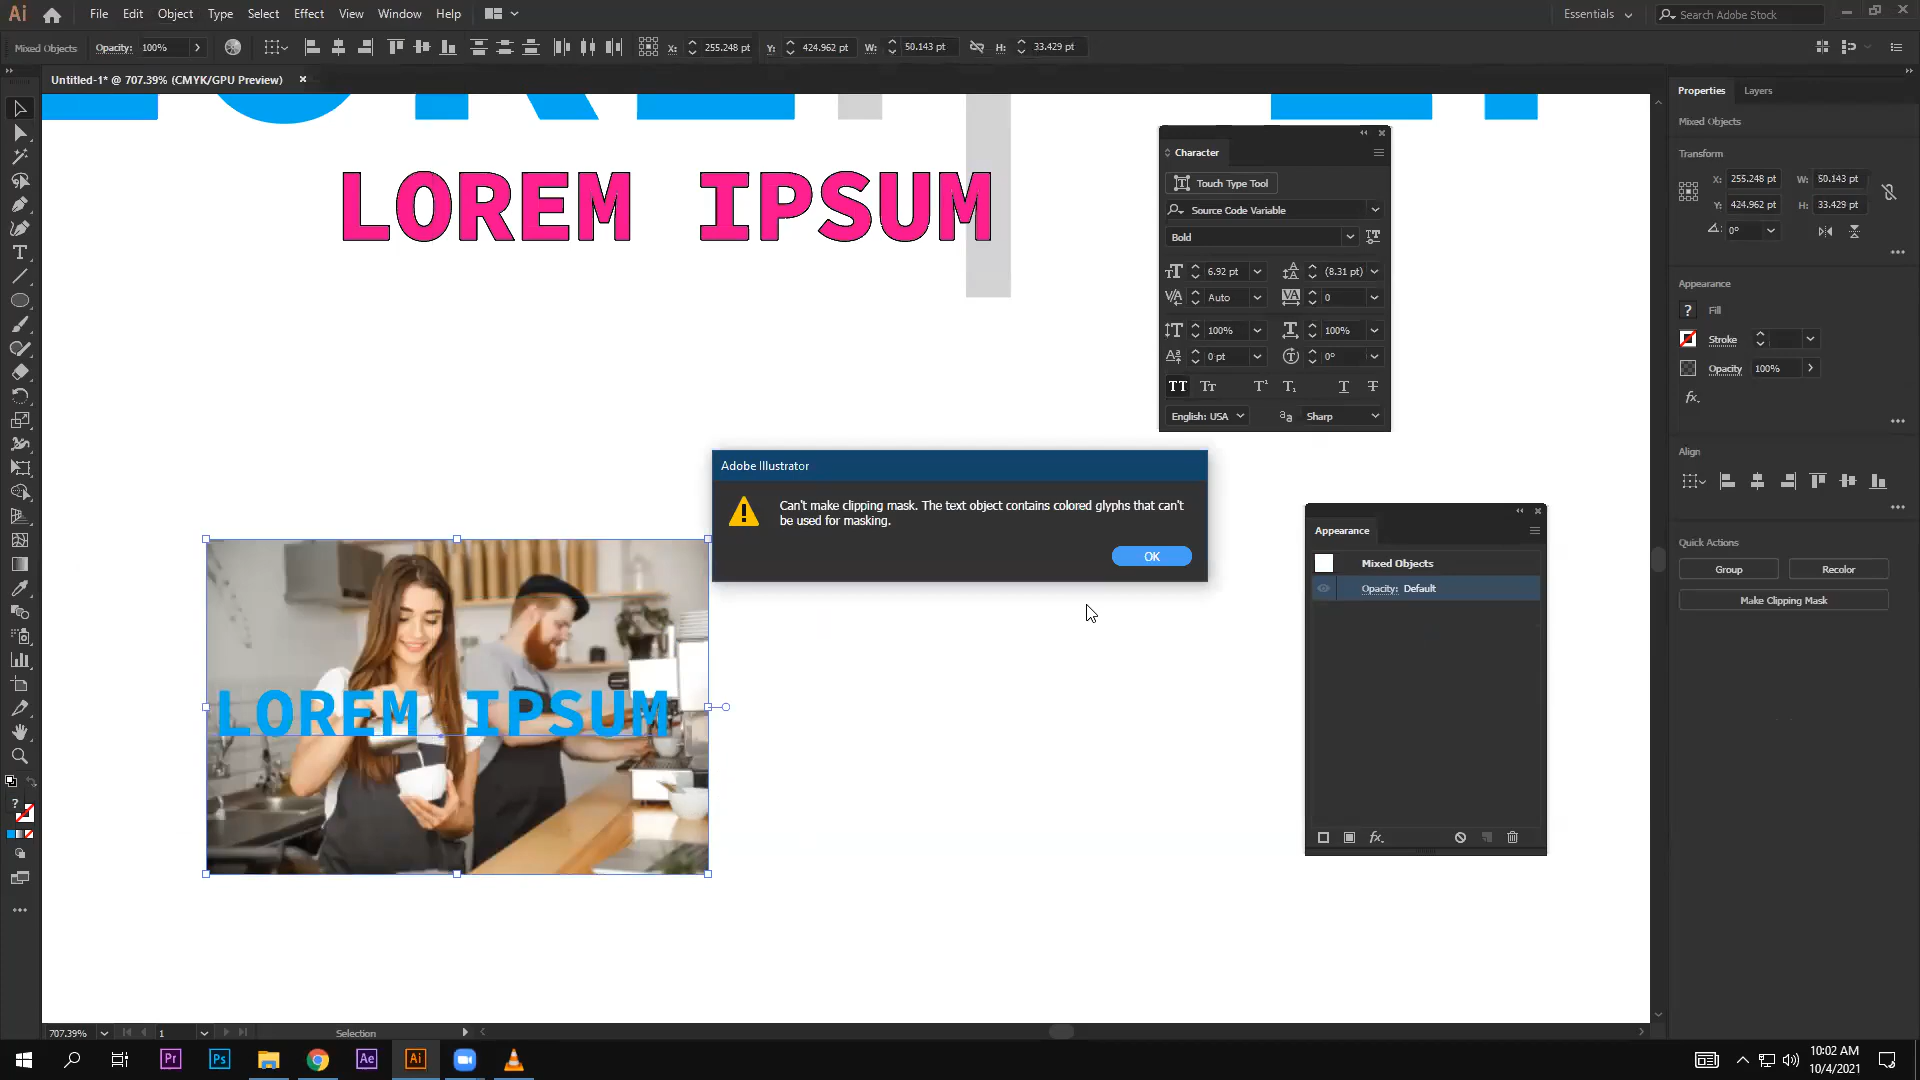 Ai File Edit Object Type Select Effect View Window Help Essentials Search Adobe Stock
Mixed Objects Opacity: 100% X: 255.248 pt Y: 424.962 pt W: 50.143 pt H: 33.429 pt
Untitled-1* @ 707.39% (CMYK/GPU Preview)
LOREM IPSUM
Character
Touch Type Tool
Source Code Variable
Bold
6.92 pt (8.31 pt)
Auto 0
100% 100%
0 pt 0°
English: USA Sharp
Adobe Illustrator
Can't make clipping mask. The text object contains colored glyphs that can't
be used for masking.
OK
LOREM IPSUM
Appearance
Mixed Objects
Opacity: Default
fx.
Properties Layers
Mixed Objects
Transform
X: 255.248 pt W: 50.143 pt
Y: 424.962 pt H: 33.429 pt
0°
Appearance
? Fill
Stroke
Opacity 100%
fx.
Align
Quick Actions
Group Recolor
Make Clipping Mask
707.39% 1 Selection
Pr Ps Ae Ai
10:02 AM
10/4/2021